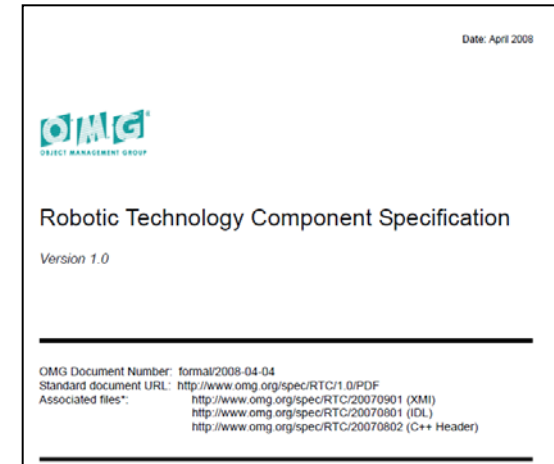 Date: April 2008
OMG®
OBJECT MANAGEMENT GROUP
Robotic Technology Component Specification
Version 1.0
OMG Document Number: formal/2008-04-04
Standard document URL: http://www.omg.org/spec/RTC/1.0/PDF
Associated files*: http://www.omg.org/spec/RTC/20070901 (XMI)
http://www.omg.org/spec/RTC/20070801 (IDL)
http://www.omg.org/spec/RTC/20070802 (C++ Header)